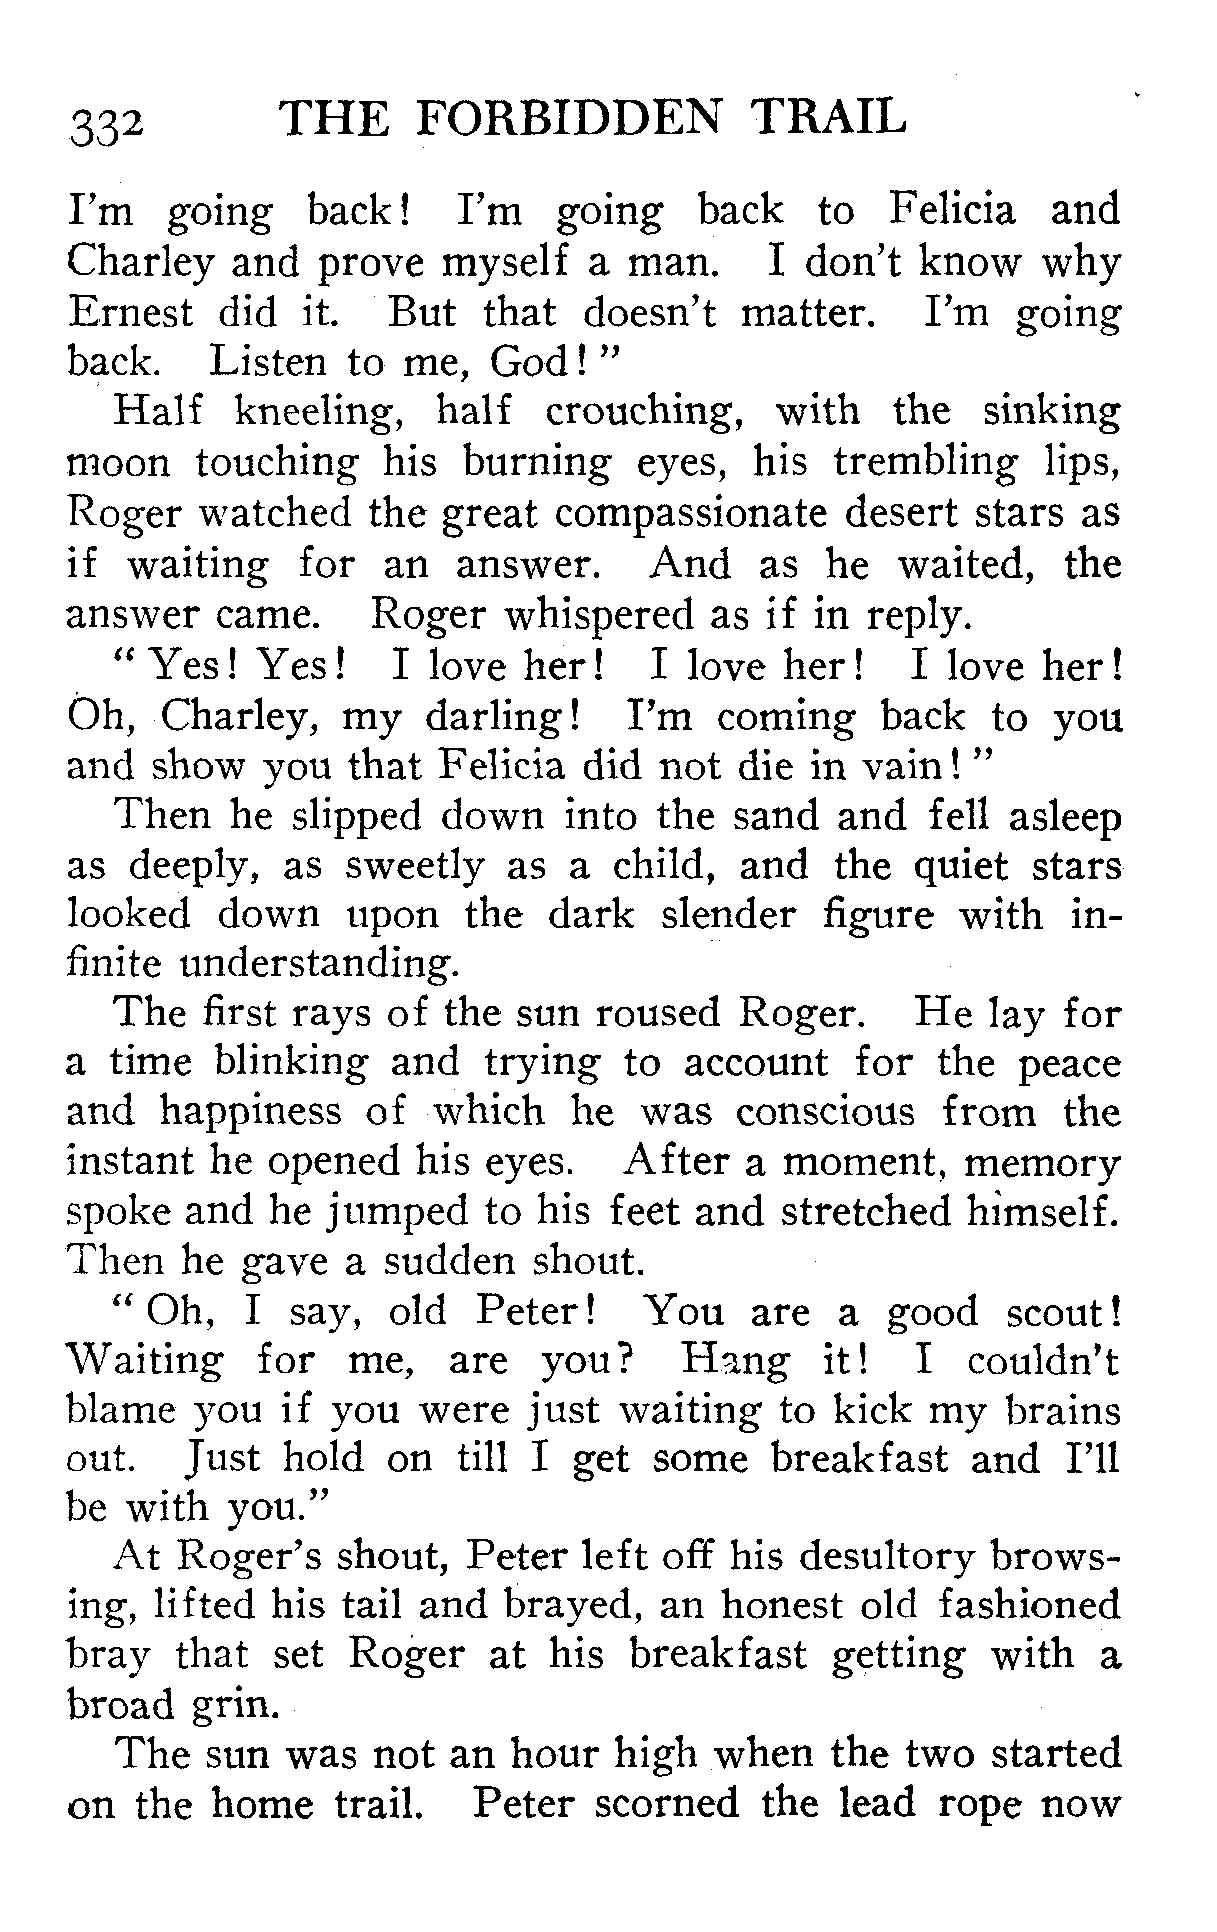 332 THE FORBIDDEN TRAIL
I'm going back! I'm going back to Felicia and
Charley and prove myself a man. I don't know why
Ernest did it. But that doesn't matter. I'm going
back. Listen to me, God!"
Half kneeling, half crouching, with the sinking
moon touching his burning eyes, his trembling lips,
Roger watched the great compassionate desert stars as
if waiting for an answer. And as he waited, the
answer came. Roger whispered as if in reply.
"Yes! Yes! I love her! I love her! I love her!
Oh, Charley, my darling! I'm coming back to you
and show you that Felicia did not die in vain!"
Then he slipped down into the sand and fell asleep
as deeply, as sweetly as a child, and the quiet stars
looked down upon the dark slender figure with in-
finite understanding.
The first rays of the sun roused Roger. He lay for
a time blinking and trying to account for the peace
and happiness of which he was conscious from the
instant he opened his eyes. After a moment, memory
spoke and he jumped to his feet and stretched himself.
Then he gave a sudden shout.
"Oh, I say, old Peter! You are a good scout!
Waiting for me, are you? Hang it! I couldn't
blame you if you were just waiting to kick my brains
out. Just hold on till I get some breakfast and I'll
be with you."
At Roger's shout, Peter left off his desultory brows-
ing, lifted his tail and brayed, an honest old fashioned
bray that set Roger at his breakfast getting with a
broad grin.
The sun was not an hour high when the two started
on the home trail. Peter scorned the lead rope now